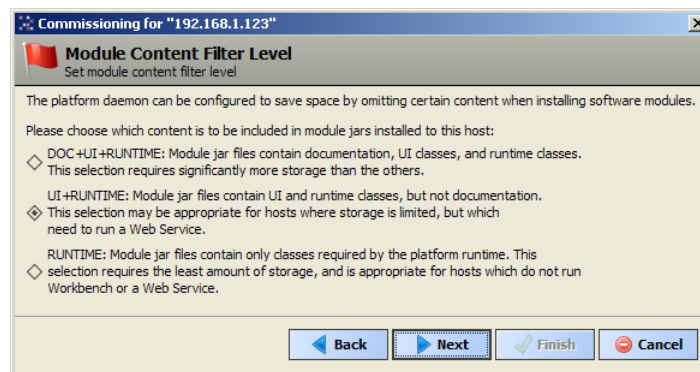 Commissioning for "192.168.1.123"
Module Content Filter Level
Set module content filter level
The platform daemon can be configured to save space by omitting certain content when installing software modules.
Please choose which content is to be included in module jars installed to this host:
DOC+UI+RUNTIME: Module jar files contain documentation, UI classes, and runtime classes.
This selection requires significantly more storage than the others.
UI+RUNTIME: Module jar files contain UI and runtime classes, but not documentation.
This selection may be appropriate for hosts where storage is limited, but which
need to run a Web Service.
RUNTIME: Module jar files contain only classes required by the platform runtime. This
selection requires the least amount of storage, and is appropriate for hosts which do not run
Workbench or a Web Service.
Back Next Finish Cancel